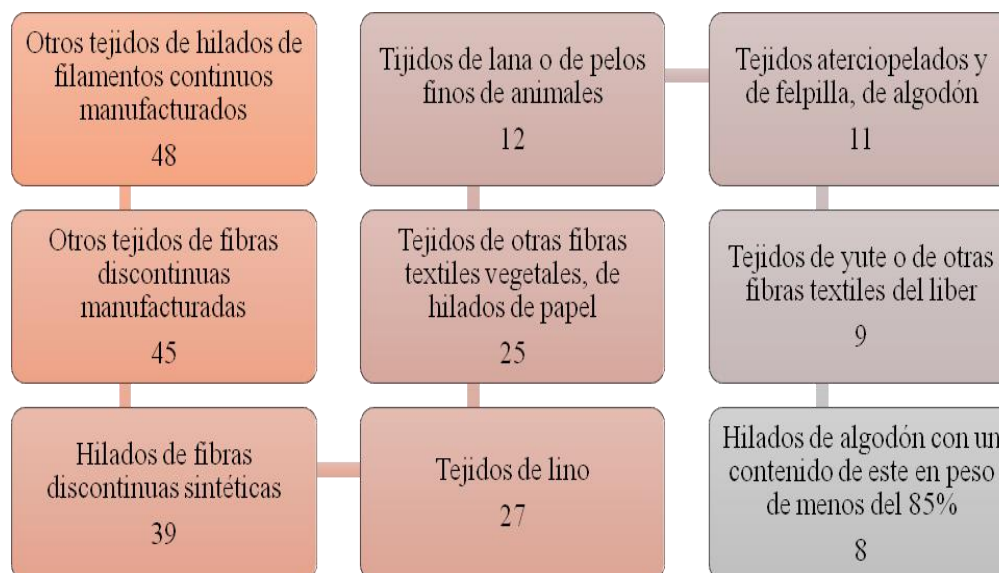 Otros tejidos de hilados de
filamentos continuos
manufacturados
48
Otros tejidos de fibras
discontinuas
manufacturadas
45
Hilados de fibras
discontinuas sintéticas
39
Tejidos de lino
27
Tejidos de otras fibras
textiles vegetales, de
hilados de papel
25
Tijidos de lana o de pelos
finos de animales
12
Tejidos aterciopelados y
de felpilla, de algodón
11
Tejidos de yute o de otras
fibras textiles del liber
9
Hilados de algodón con un
contenido de este en peso
de menos del 85%
8